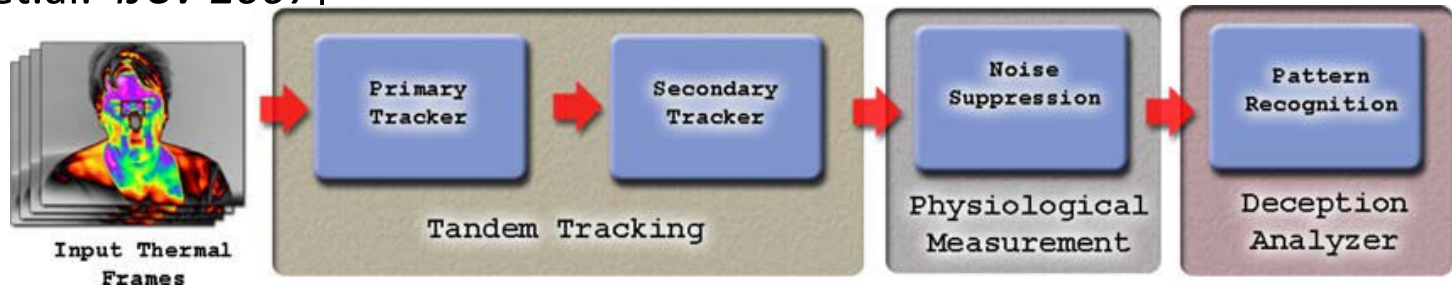 Primary
Tracker
Secondary
Tracker
Noise
Suppression
Pattern
Recognition
Tandem Tracking
Physiological
Measurement
Deception
Analyzer
Input Thermal
Frames